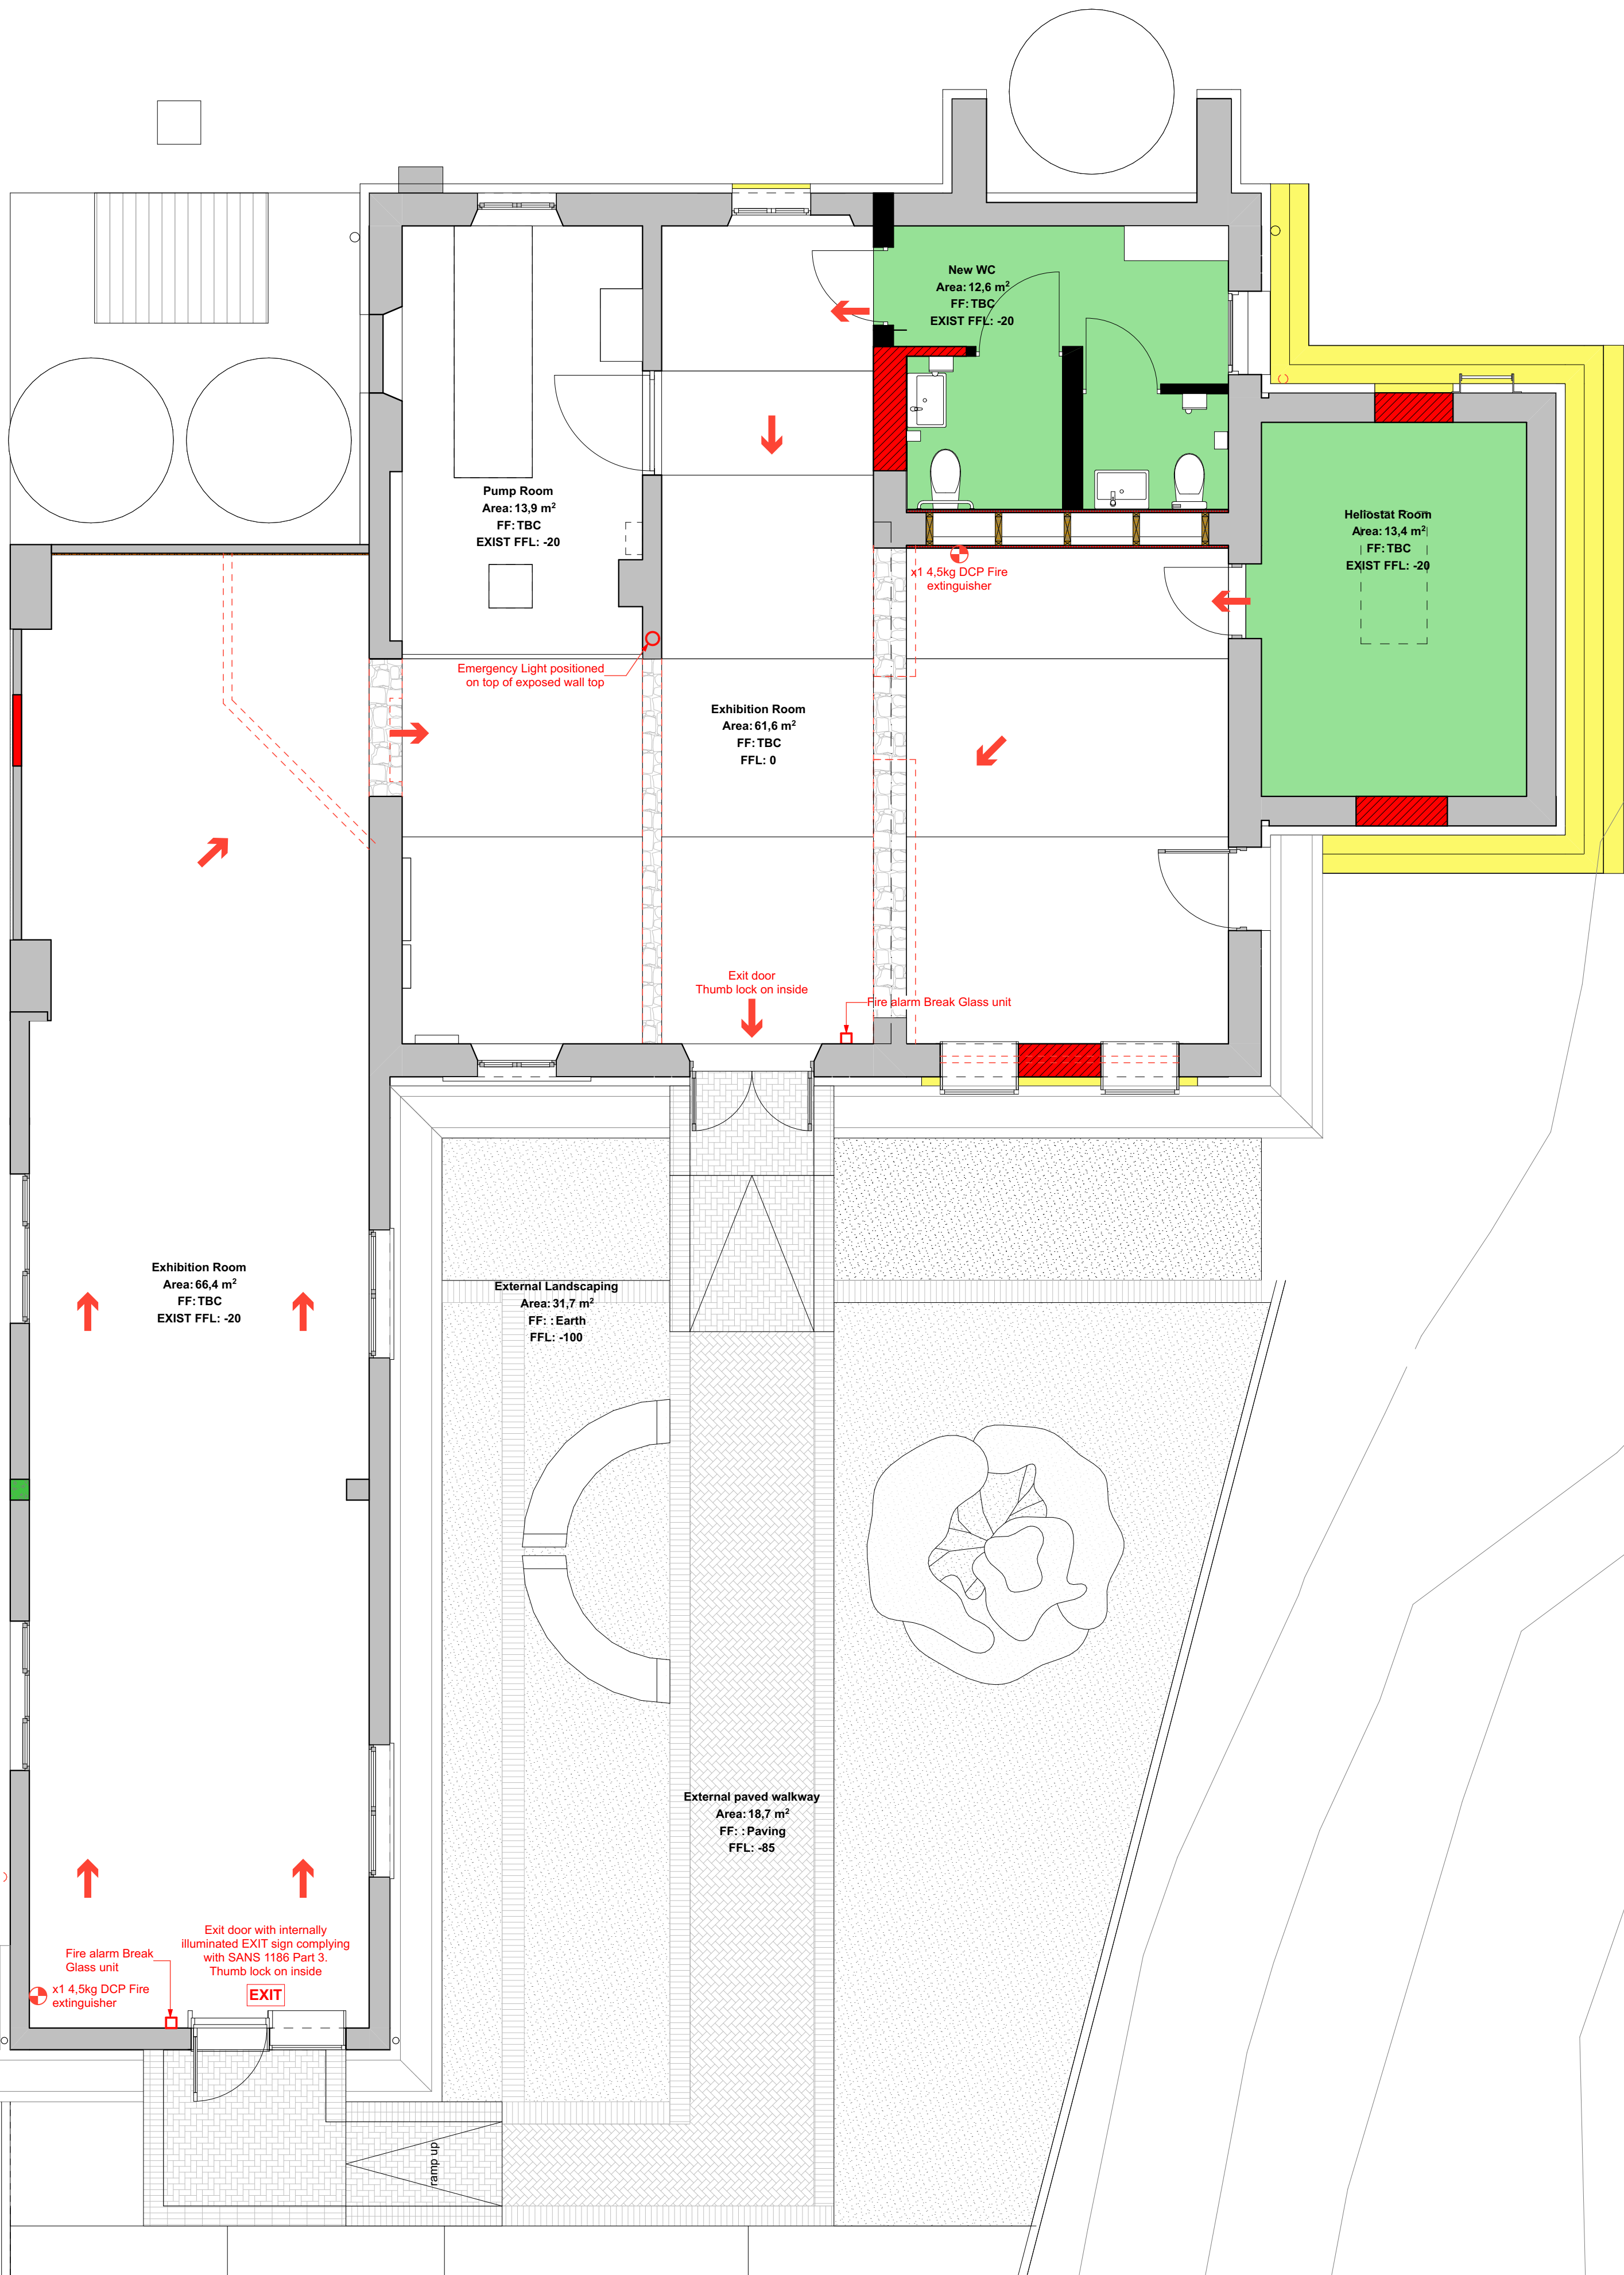 New WC
Area: 12,6 m²
FF: TBC
EXIST FFL: -20
Pump Room
Area: 13,9 m²
FF: TBC
EXIST FFL: -20
Heliostat Room
Area: 13,4 m²
FF: TBC
EXIST FFL: -20
x1 4,5kg DCP Fire
extinguisher
Emergency Light positioned
on top of exposed wall top
Exhibition Room
Area: 61,6 m²
FF: TBC
FFL: 0
Exit door
Thumb lock on inside
Fire alarm Break Glass unit
Exhibition Room
Area: 66,4 m²
FF: TBC
EXIST FFL: -20
External Landscaping
Area: 31,7 m²
FF: : Earth
FFL: -100
External paved walkway
Area: 18,7 m²
FF: : Paving
FFL: -85
Exit door with internally
illuminated EXIT sign complying
with SANS 1186 Part 3.
Thumb lock on inside
EXIT
Fire alarm Break
Glass unit
x1 4,5kg DCP Fire
extinguisher
ramp up